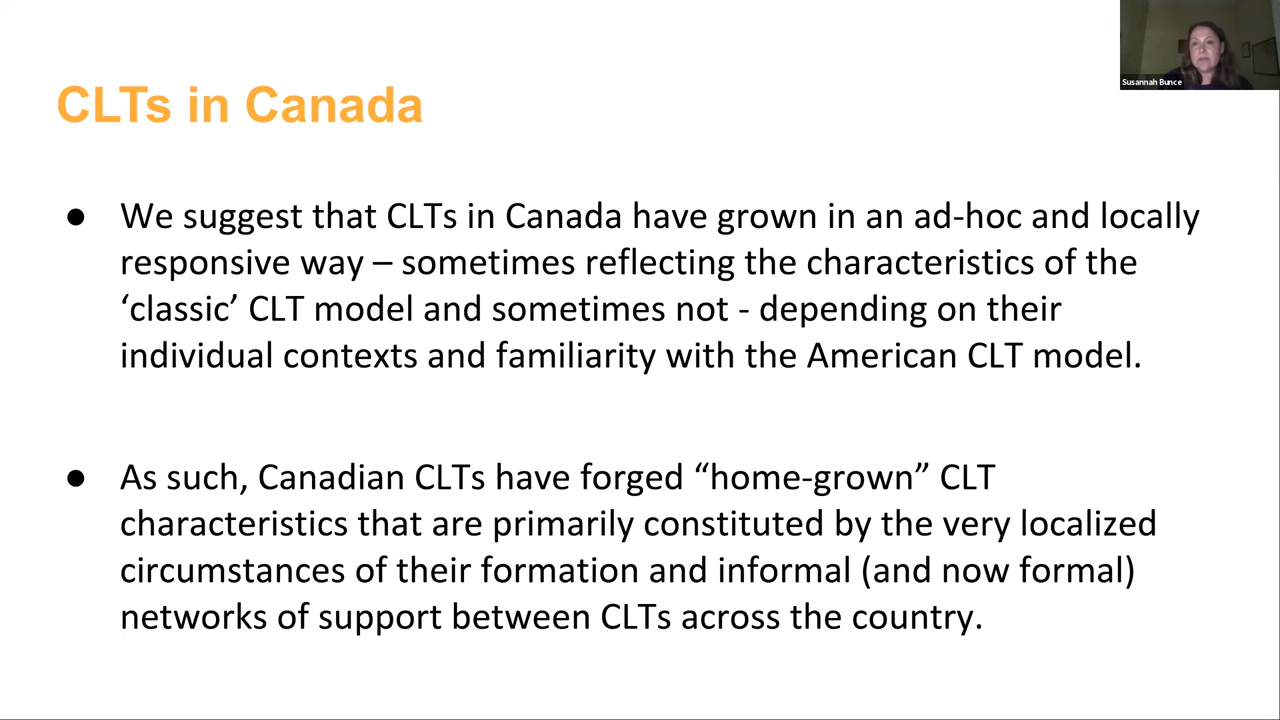 Susannah Bunce
CLTs in Canada
● We suggest that CLTs in Canada have grown in an ad-hoc and locally
responsive way – sometimes reflecting the characteristics of the
‘classic’ CLT model and sometimes not - depending on their
individual contexts and familiarity with the American CLT model.
● As such, Canadian CLTs have forged “home-grown” CLT
characteristics that are primarily constituted by the very localized
circumstances of their formation and informal (and now formal)
networks of support between CLTs across the country.